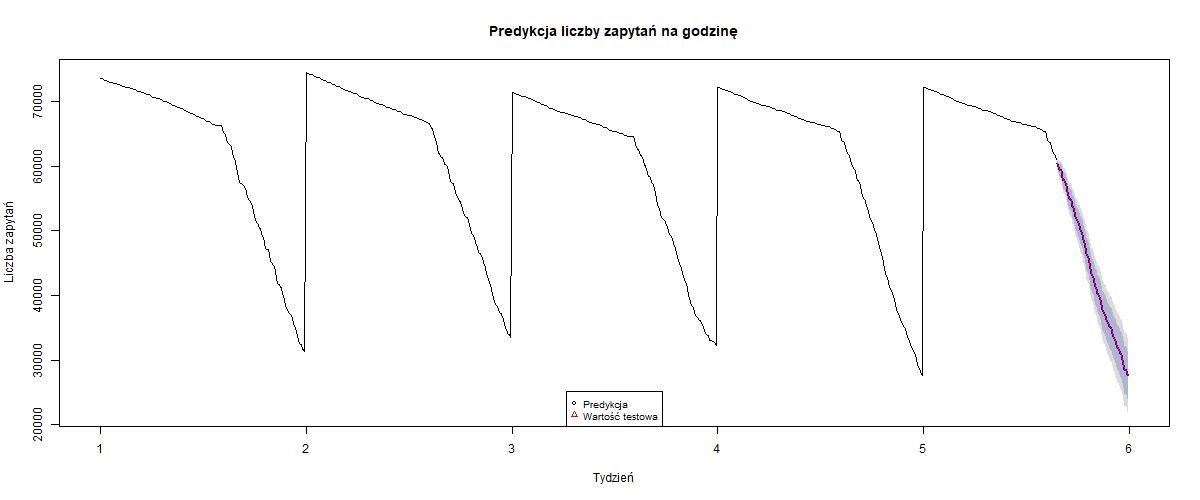 Predykcja liczby zapytań na godzinę
Liczba zapytań
70000
60000
50000
40000
30000
20000
Predykcja
Wartość testowa
1 2 3 4 5 6
Tydzień